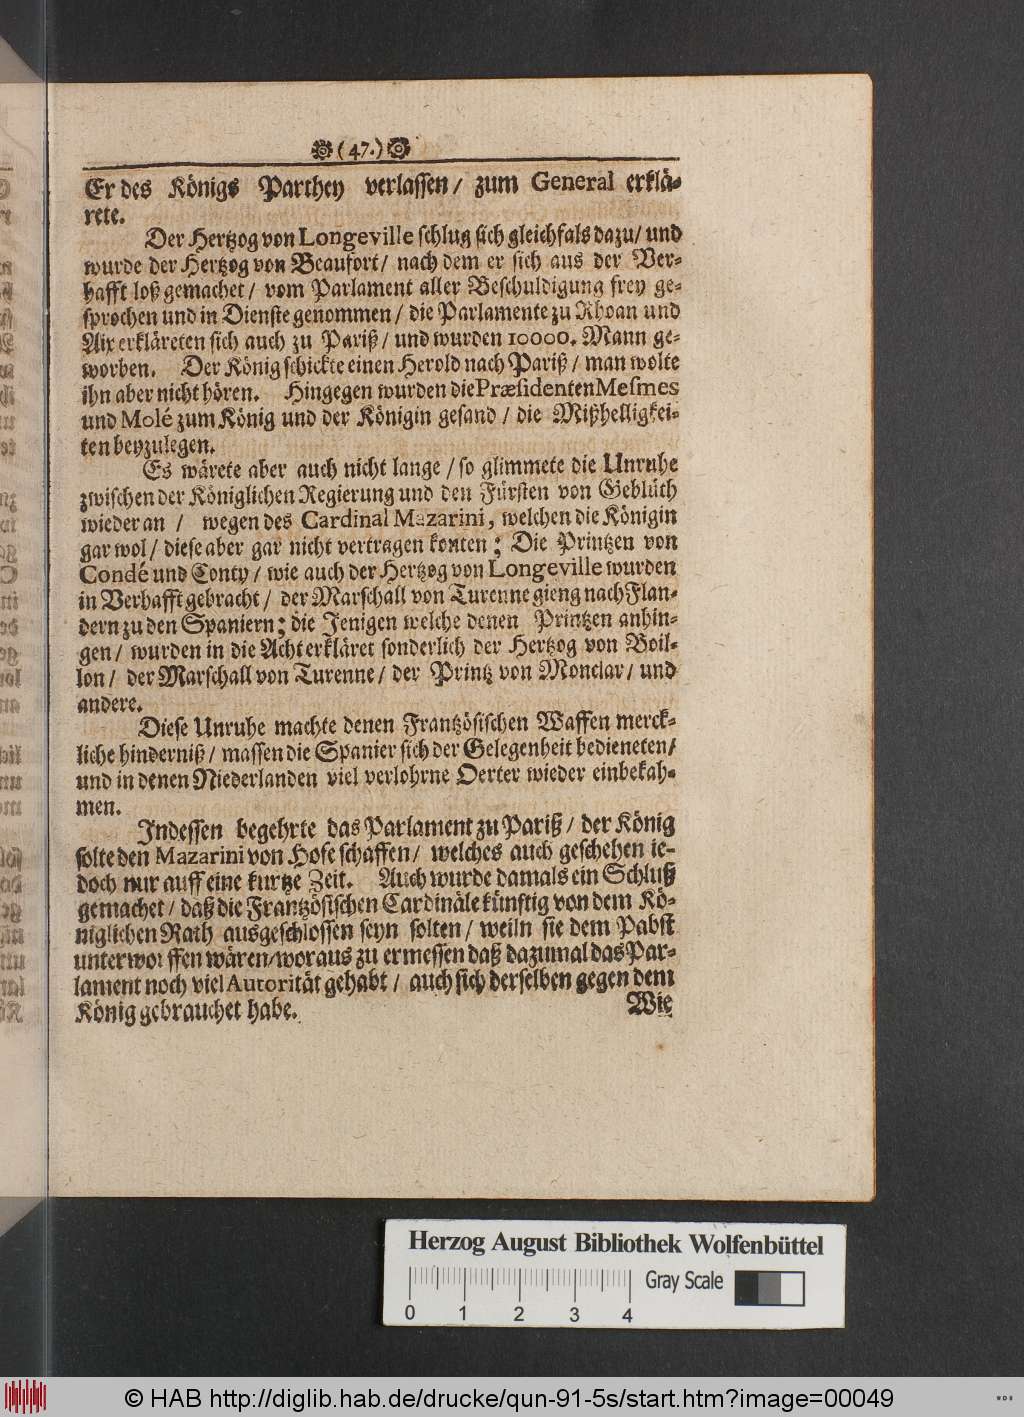 (47.)
Er des Königs Parthey verlassen / zum General erklä-
rete.
Der Hertzog von Longeville schlug sich gleichfals dazu / und
wurde der Hertzog von Beaufort / nach dem er sich aus der Ver-
hafft loß gemachet / vom Parlament aller Beschuldigung frey ge-
sprochen und in Dienste genommen / die Parlamente zu Rhoan und
Aix erkläreten sich auch zu Pariß / und wurden 10000. Mann ge-
worben. Der König schickte einen Herold nach Pariß / man wolte
ihn aber nicht hören. Hingegen wurden die Præsidenten Mesmes
und Molé zum König und der Königin gesand / die Mißhelligkei-
ten beyzulegen.
Es wärete aber auch nicht lange / so glimmete die Unruhe
zwischen der Königlichen Regierung und den Fürsten von Geblüth
wieder an / wegen des Cardinal Mazarini, welchen die Königin
gar wol / diese aber gar nicht vertragen konten; Die Printzen von
Condé und Conty / wie auch der Hertzog von Longeville wurden
in Verhafft gebracht / der Marschall von Turenne gieng nach Flan-
dern zu den Spaniern; die Jenigen welche denen Printzen anhin-
gen / wurden in die Acht erkläret sonderlich der Hertzog von Boil-
lon / der Marschall von Turenne / der Printz von Monclar / und
andere.
Diese Unruhe machte denen Frantzösischen Waffen merck-
liche hinderniß / massen die Spanier sich der Gelegenheit bedieneten /
und in denen Niederlanden viel verlohrne Oerter wieder einbekah-
men.
Indessen begehrte das Parlament zu Pariß / der König
solte den Mazarini von Hofe schaffen / welches auch geschehen ie-
doch nur auff eine kurtze Zeit. Auch wurde damals ein Schluß
gemachet / daß die Frantzösischen Cardinäle künftig von dem Kö-
niglichen Rath ausgeschlossen seyn solten / weiln sie dem Pabst
unterworffen wären / woraus zu ermessen daß dazumal das Par-
lament noch viel Autorität gehabt / auch sich derselben gegen dem
König gebrauchet habe.
Wie
Herzog August Bibliothek Wolfenbüttel
Gray Scale
0 1 2 3 4
© HAB http://diglib.hab.de/drucke/qun-91-5s/start.htm?image=00049